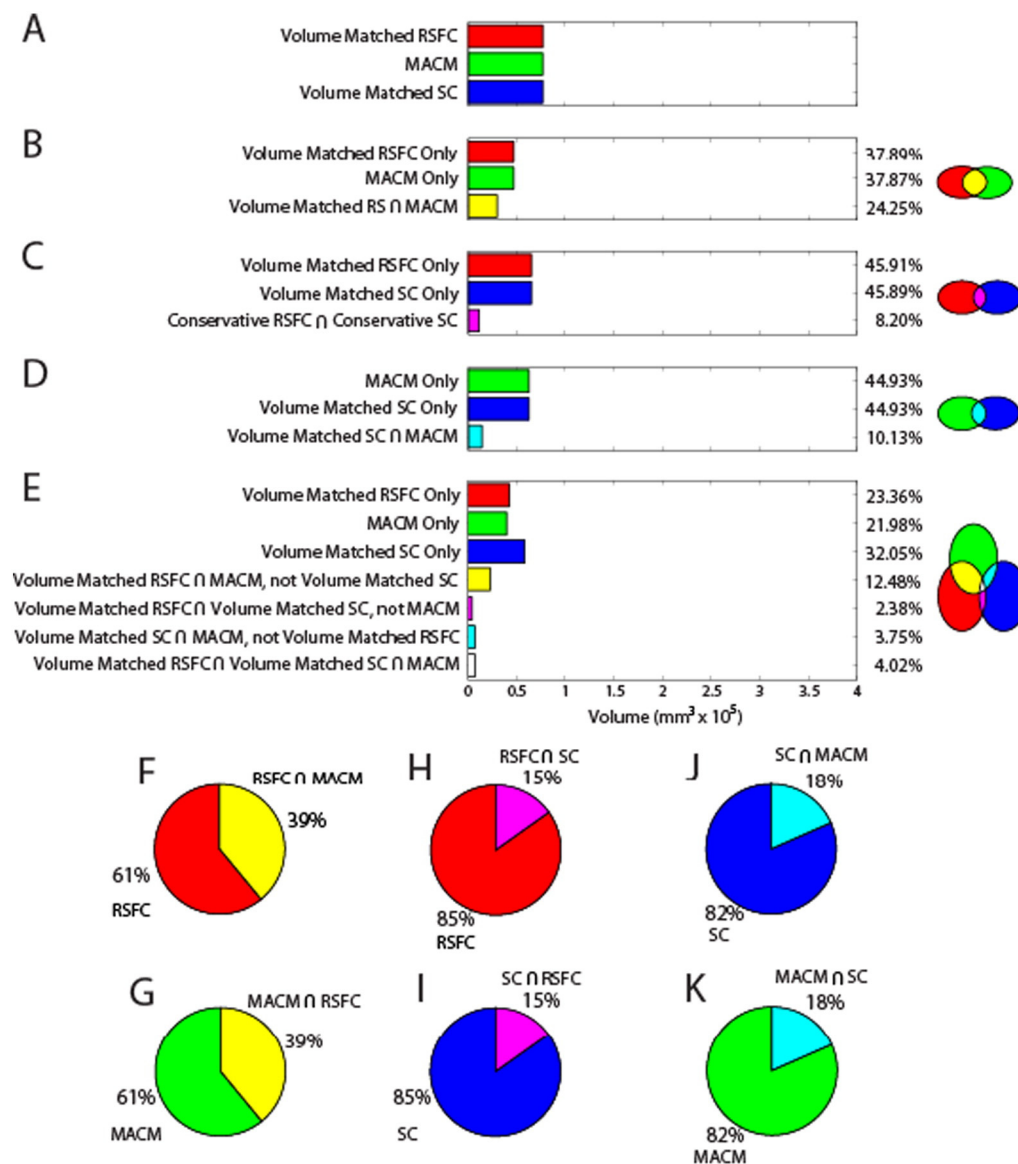 A
Volume Matched RSFC
MACM
Volume Matched SC
B
Volume Matched RSFC Only 37.89%
MACM Only 37.87%
Volume Matched RS ∩ MACM 24.25%
C
Volume Matched RSFC Only 45.91%
Volume Matched SC Only 45.89%
Conservative RSFC ∩ Conservative SC 8.20%
D
MACM Only 44.93%
Volume Matched SC Only 44.93%
Volume Matched SC ∩ MACM 10.13%
E
Volume Matched RSFC Only 23.36%
MACM Only 21.98%
Volume Matched SC Only 32.05%
Volume Matched RSFC ∩ MACM, not Volume Matched SC 12.48%
Volume Matched RSFC ∩ Volume Matched SC, not MACM 2.38%
Volume Matched SC ∩ MACM, not Volume Matched RSFC 3.75%
Volume Matched RSFC ∩ Volume Matched SC ∩ MACM 4.02%
0 0.5 1 1.5 2 2.5 3 3.5 4
Volume (mm³ x 10⁵)
F
RSFC ∩ MACM
39%
61%
RSFC
H
RSFC ∩ SC
15%
85%
RSFC
J
SC ∩ MACM
18%
82%
SC
G
MACM ∩ RSFC
39%
61%
MACM
I
SC ∩ RSFC
15%
85%
SC
K
MACM ∩ SC
18%
82%
MACM